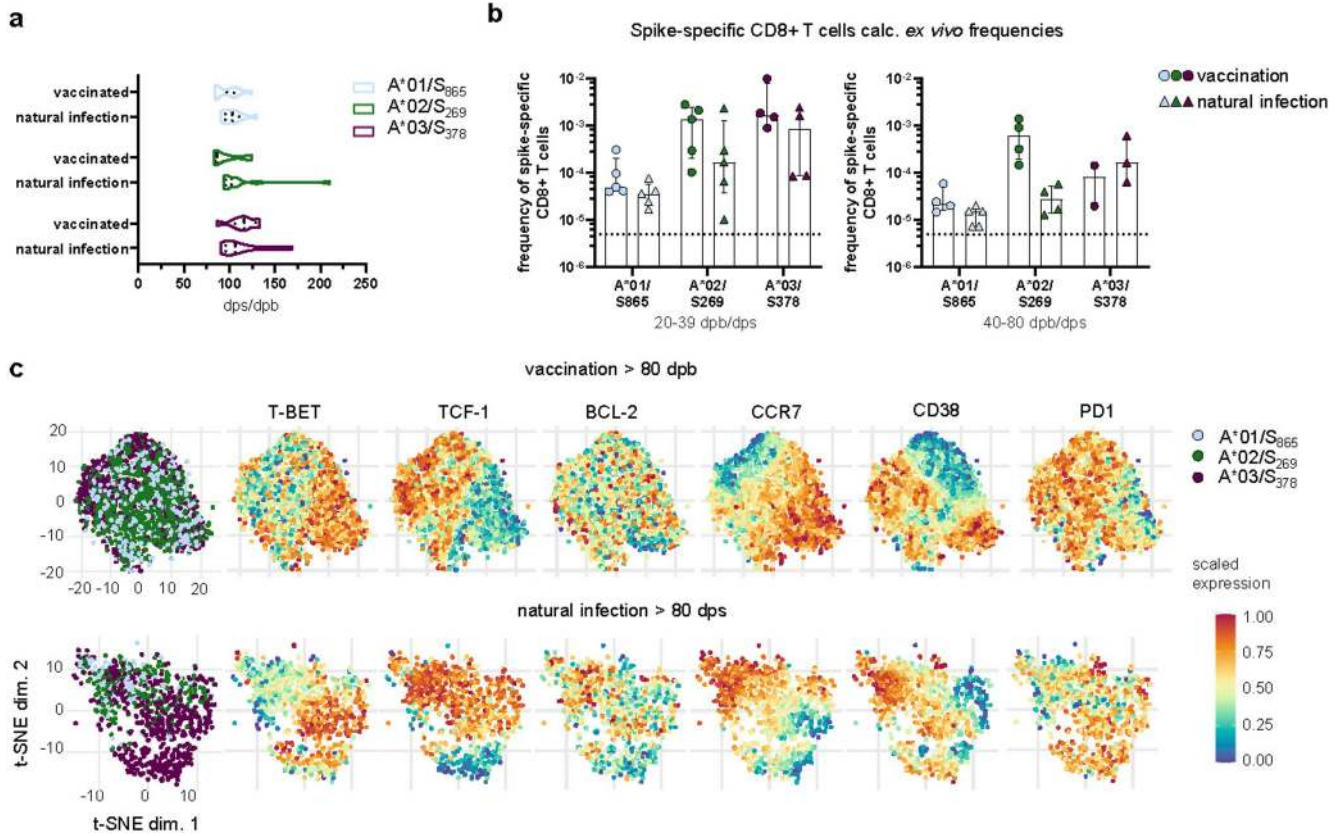 a
vaccinated
natural infection
vaccinated
natural infection
vaccinated
natural infection
0 50 100 150 200 250
dps/dpb
A*01/S865
A*02/S269
A*03/S378
b
Spike-specific CD8+ T cells calc. ex vivo frequencies
frequency of spike-specific
CD8+ T cells
10-2
10-3
10-4
10-5
10-6
A*01/
S865
A*02/
S269
A*03/
S378
20-39 dpb/dps
frequency of spike-specific
CD8+ T cells
10-2
10-3
10-4
10-5
10-6
A*01/
S865
A*02/
S269
A*03/
S378
40-80 dpb/dps
vaccination
natural infection
c
vaccination > 80 dpb
T-BET TCF-1 BCL-2 CCR7 CD38 PD1
20
10
0
-10
-20
-20 -10 0 10 20
A*01/S865
A*02/S269
A*03/S378
natural infection > 80 dps
t-SNE dim. 2
10
0
-10
-10 0 10
t-SNE dim. 1
scaled
expression
1.00
0.75
0.50
0.25
0.00